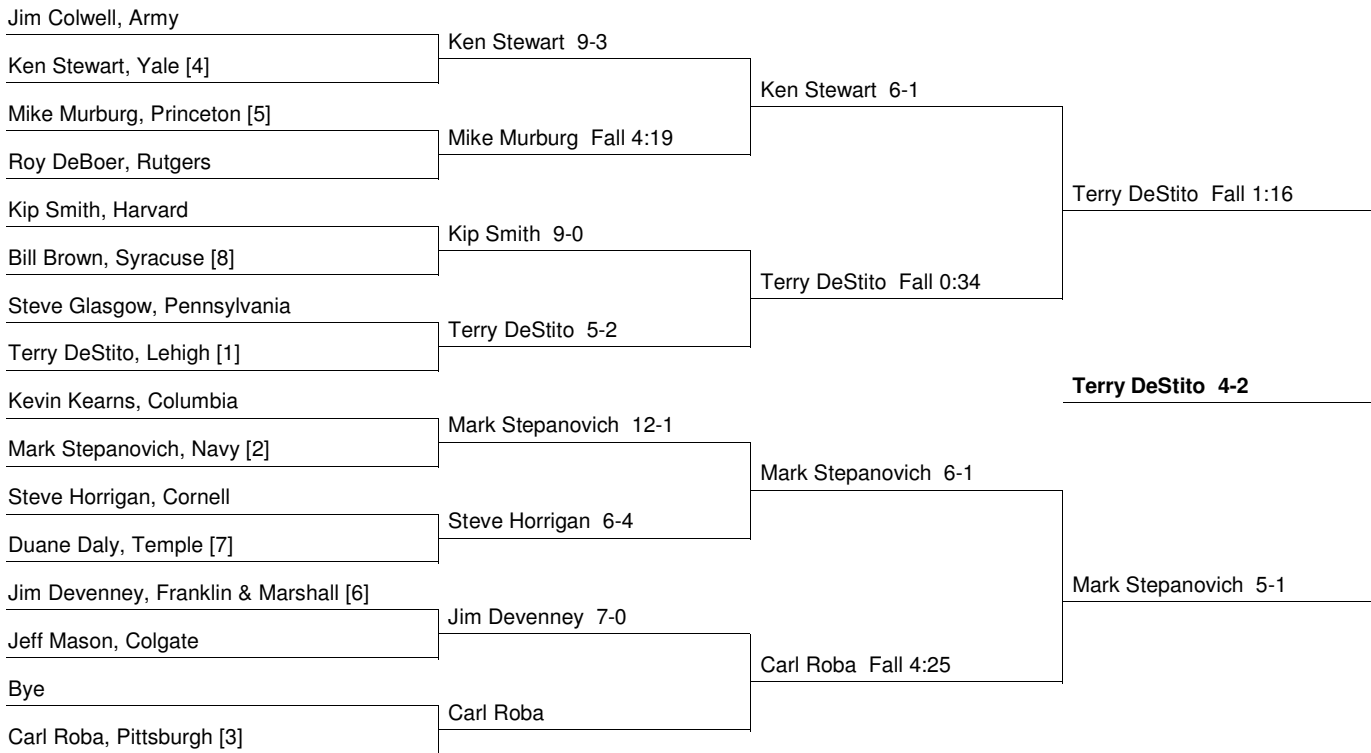 Jim Colwell, Army
Ken Stewart 9-3
Ken Stewart, Yale [4]
Ken Stewart 6-1
Mike Murburg, Princeton [5]
Mike Murburg Fall 4:19
Roy DeBoer, Rutgers
Terry DeStito Fall 1:16
Kip Smith, Harvard
Kip Smith 9-0
Bill Brown, Syracuse [8]
Terry DeStito Fall 0:34
Steve Glasgow, Pennsylvania
Terry DeStito 5-2
Terry DeStito, Lehigh [1]
Terry DeStito 4-2
Kevin Kearns, Columbia
Mark Stepanovich 12-1
Mark Stepanovich, Navy [2]
Mark Stepanovich 6-1
Steve Horrigan, Cornell
Steve Horrigan 6-4
Duane Daly, Temple [7]
Mark Stepanovich 5-1
Jim Devenney, Franklin & Marshall [6]
Jim Devenney 7-0
Jeff Mason, Colgate
Carl Roba Fall 4:25
Bye
Carl Roba
Carl Roba, Pittsburgh [3]